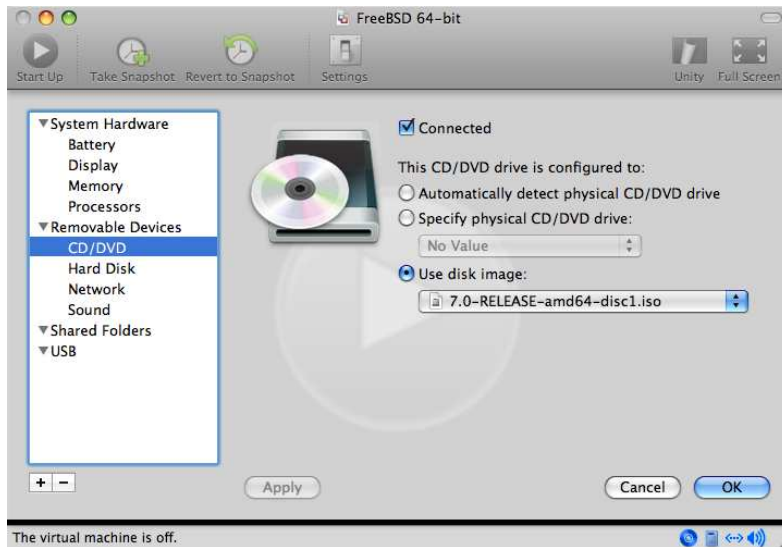 FreeBSD 64-bit
Start Up Take Snapshot Revert to Snapshot Settings Unity Full Screen
System Hardware
Battery
Display
Memory
Processors
Removable Devices
CD/DVD
Hard Disk
Network
Sound
Shared Folders
USB
Connected
This CD/DVD drive is configured to:
Automatically detect physical CD/DVD drive
Specify physical CD/DVD drive:
No Value
Use disk image:
7.0-RELEASE-amd64-disc1.iso
+ −
Apply Cancel OK
The virtual machine is off.